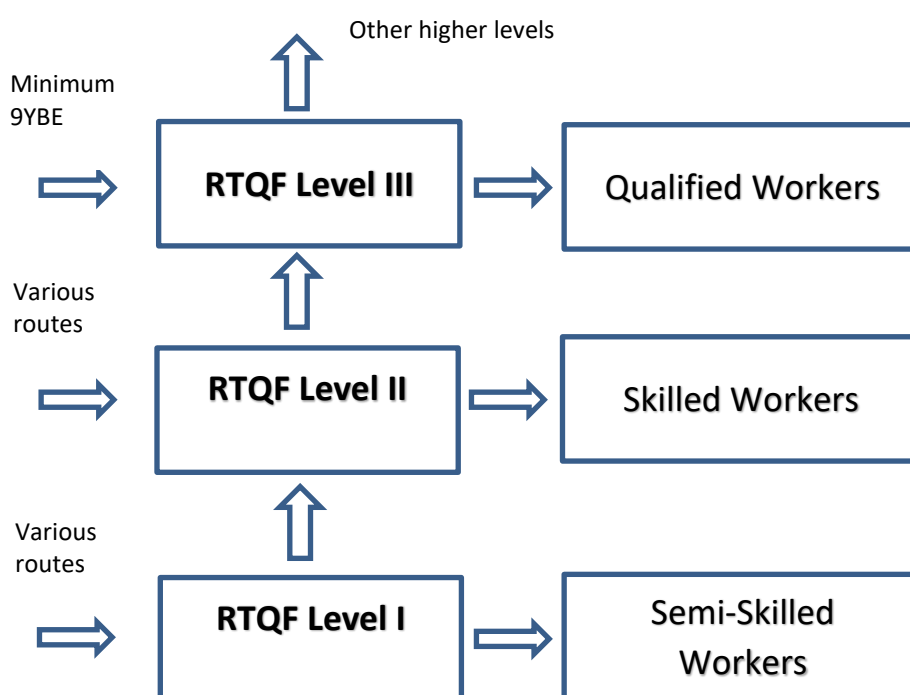 Other higher levels
Minimum
9YBE
RTQF Level III
Qualified Workers
Various
routes
RTQF Level II
Skilled Workers
Various
routes
RTQF Level I
Semi-Skilled
Workers